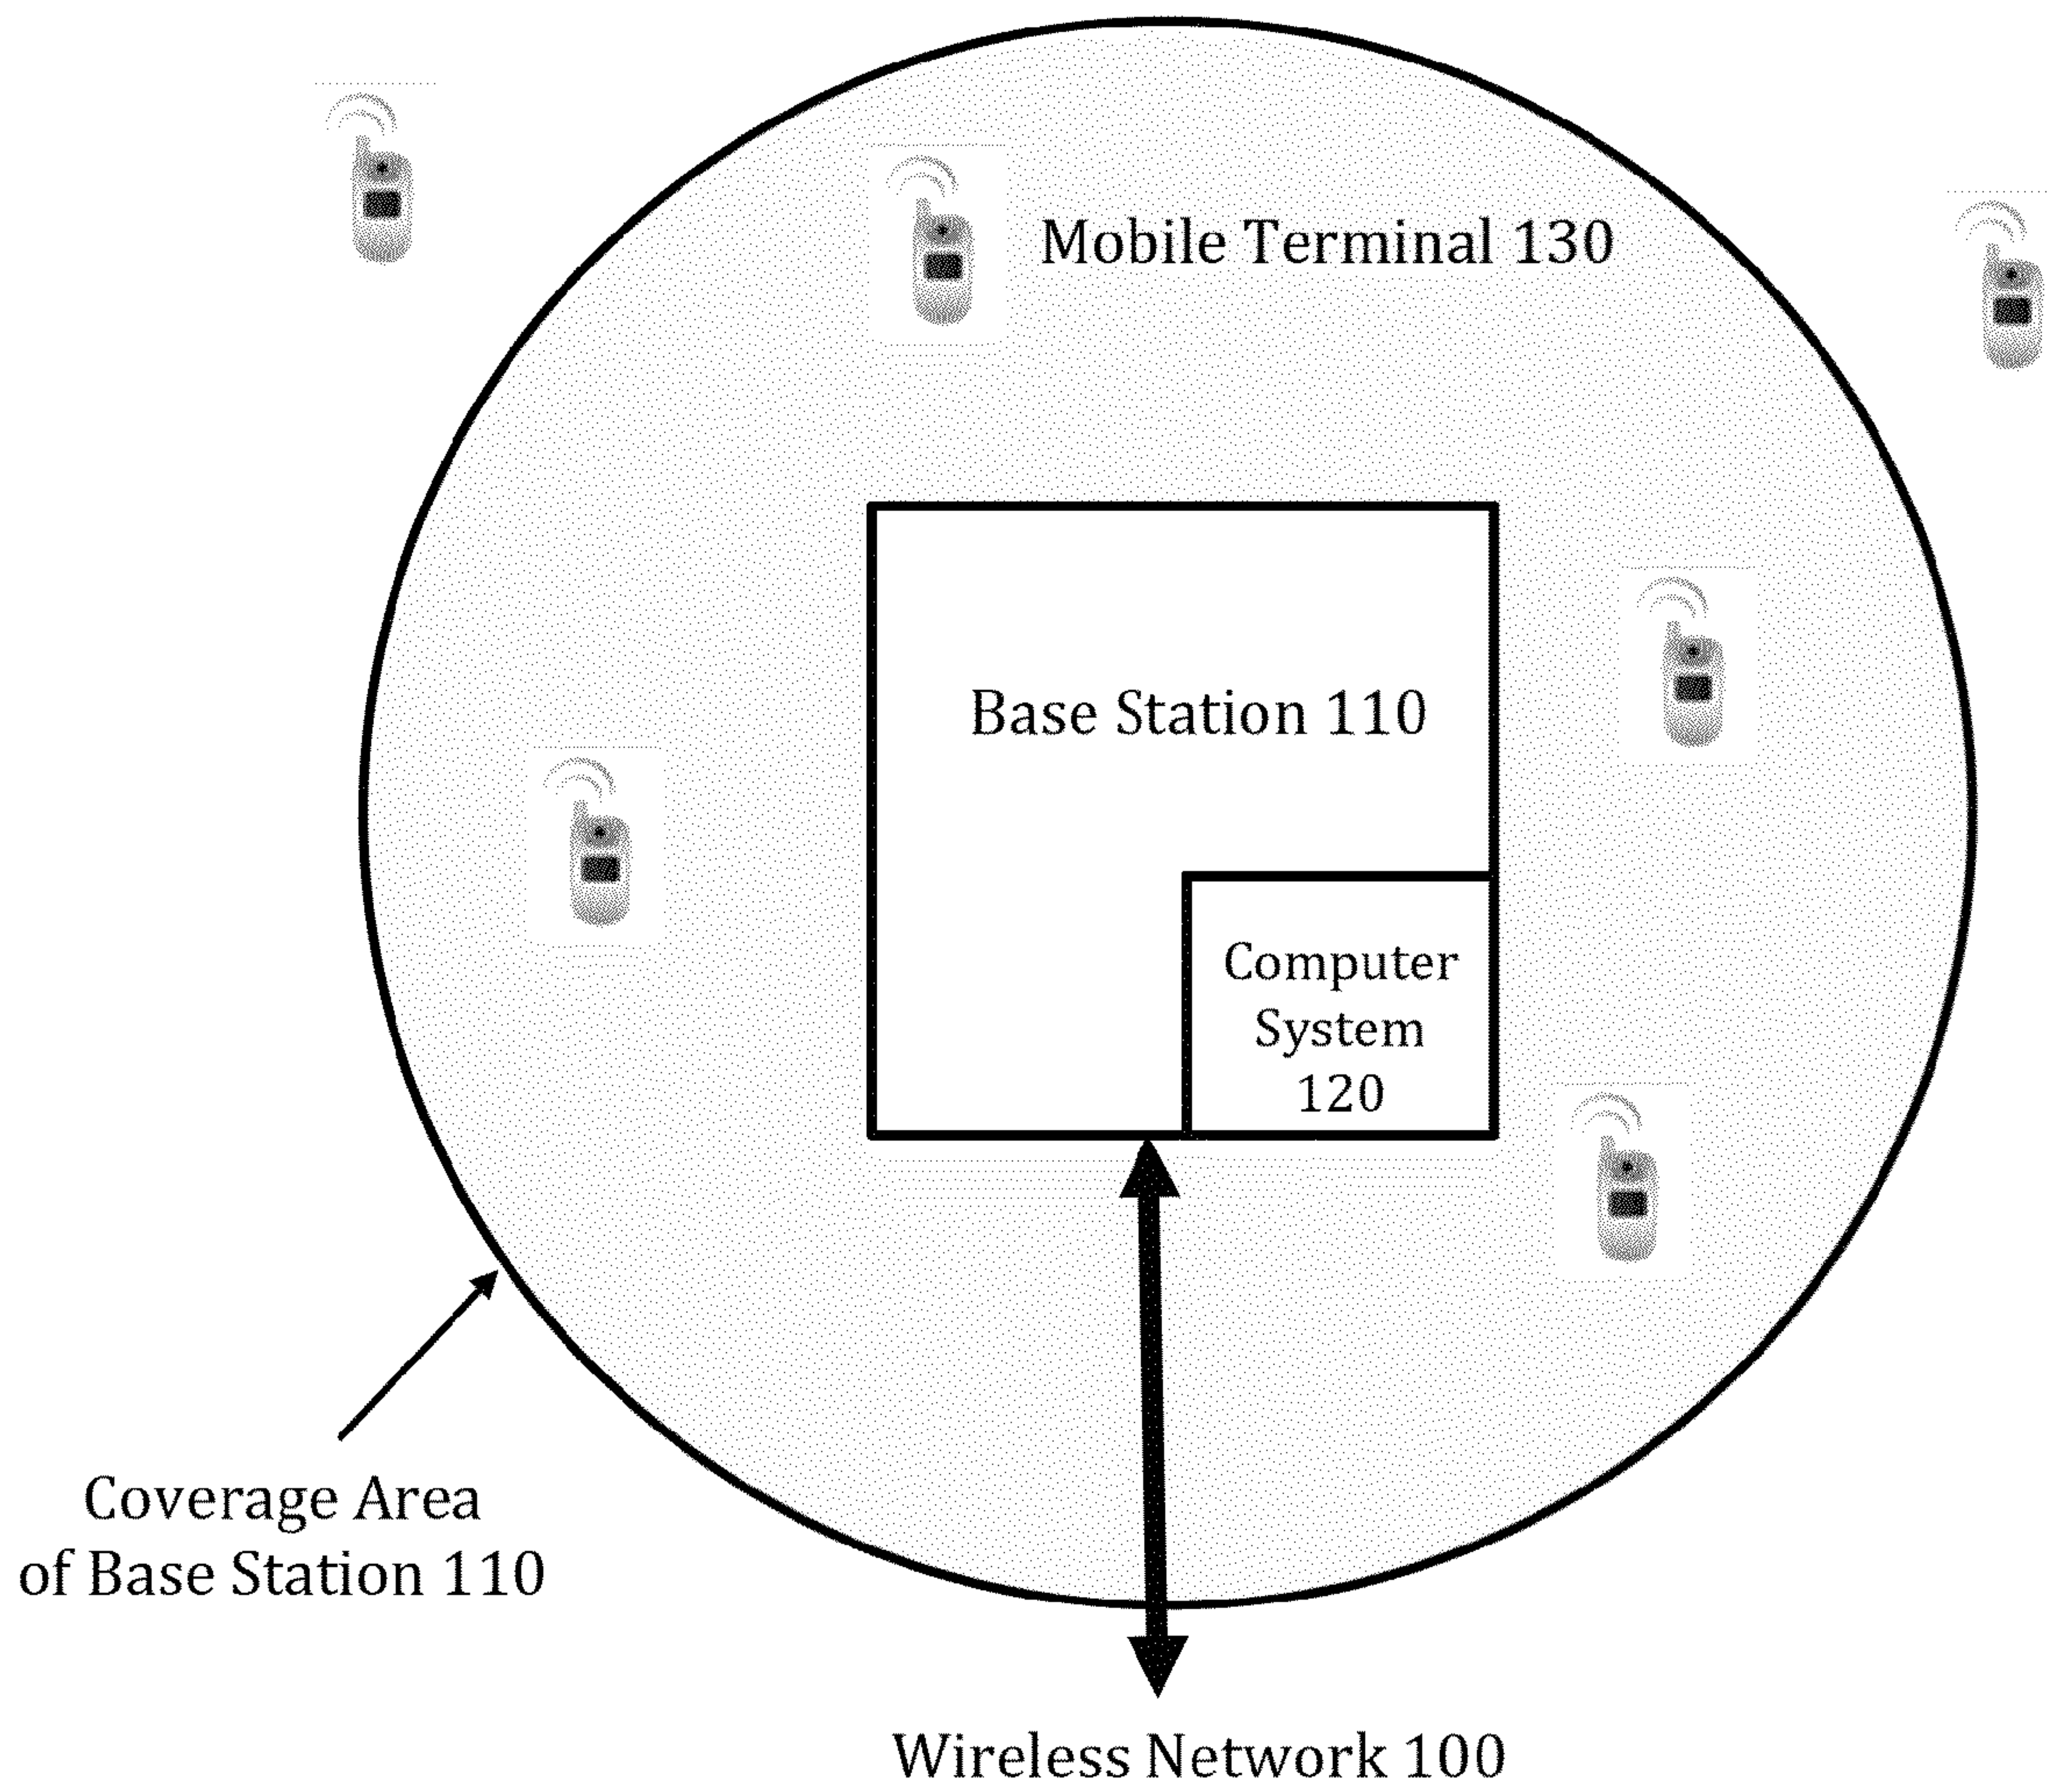 Mobile Terminal 130
Base Station 110
Computer
System
120
Coverage Area
of Base Station 110
Wireless Network 100